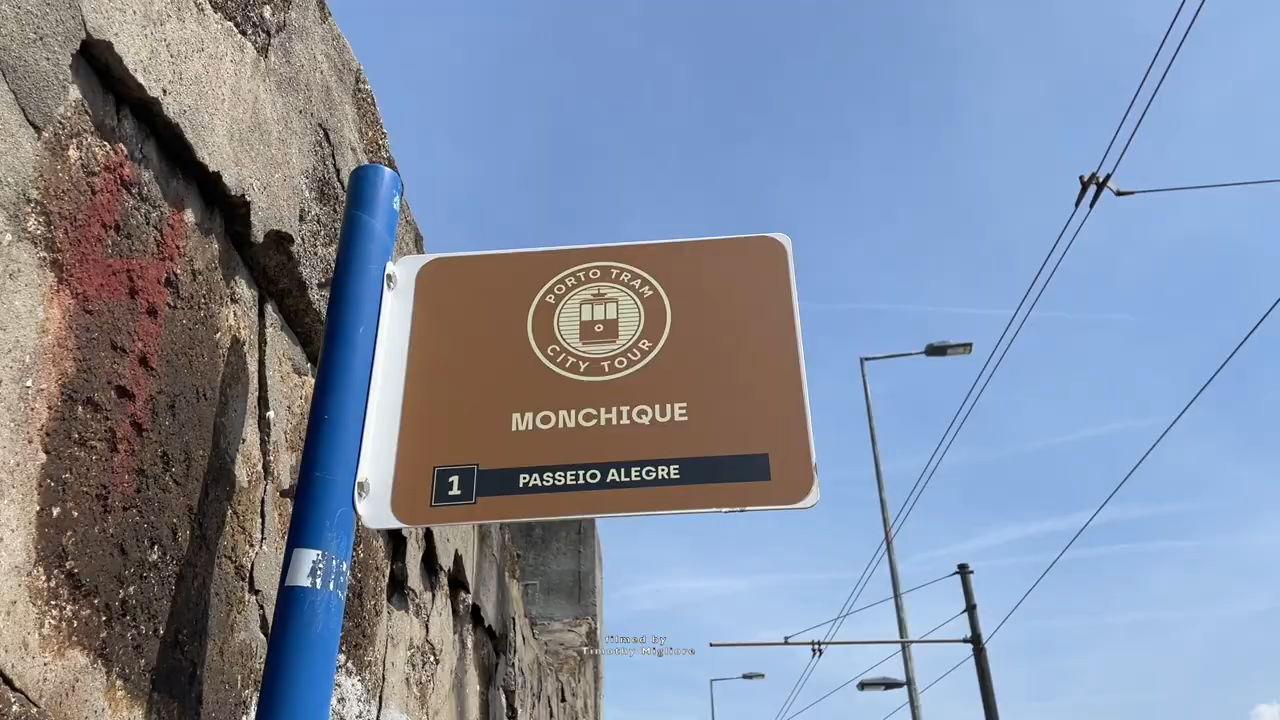 PORTO TRAM
CITY TOUR
MONCHIQUE
1 PASSEIO ALEGRE
filmed by
Timothy Migliore